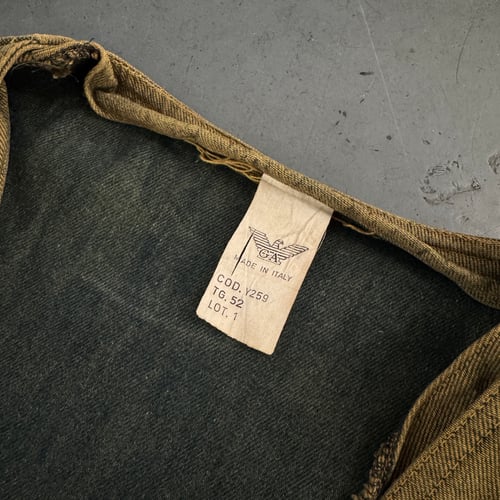 GA
MADE IN ITALY
COD. Y259
TG. 52
LOT. 1